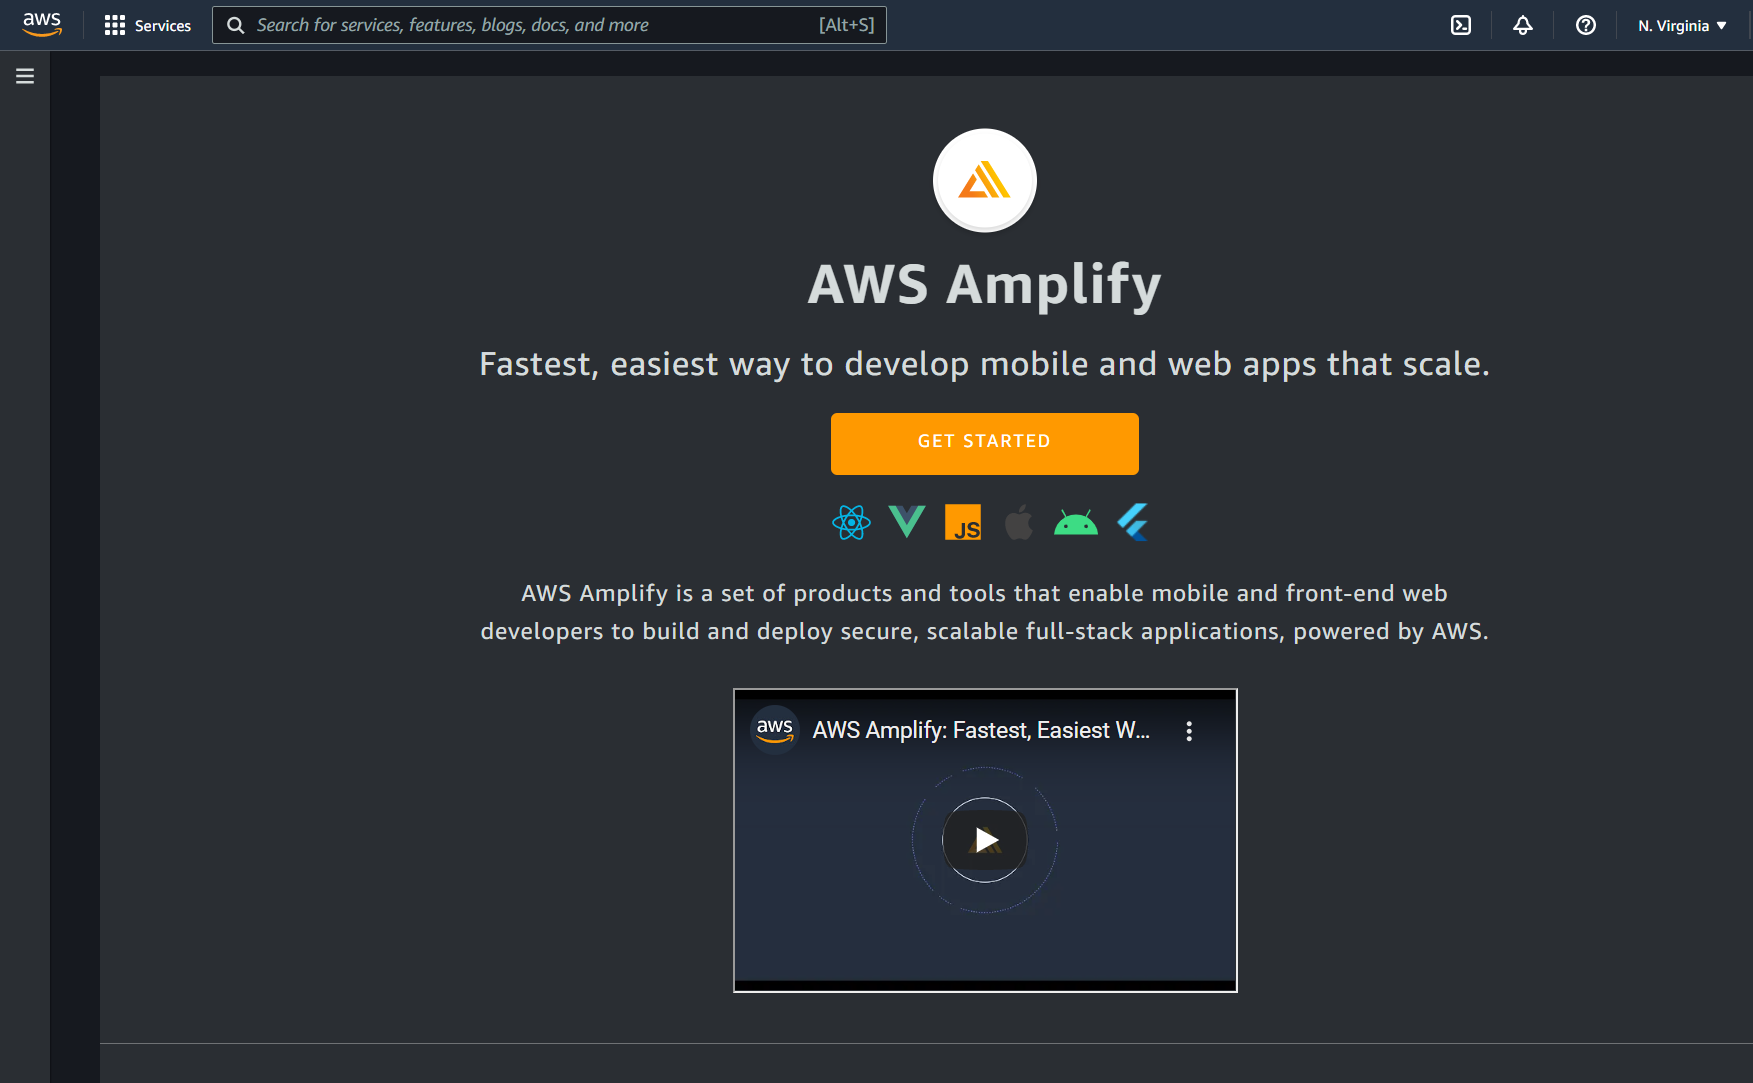 aws
Services
Search for services, features, blogs, docs, and more
[Alt+S]
N. Virginia
AWS Amplify
Fastest, easiest way to develop mobile and web apps that scale.
GET STARTED
JS
AWS Amplify is a set of products and tools that enable mobile and front-end web
developers to build and deploy secure, scalable full-stack applications, powered by AWS.
aws
AWS Amplify: Fastest, Easiest W...